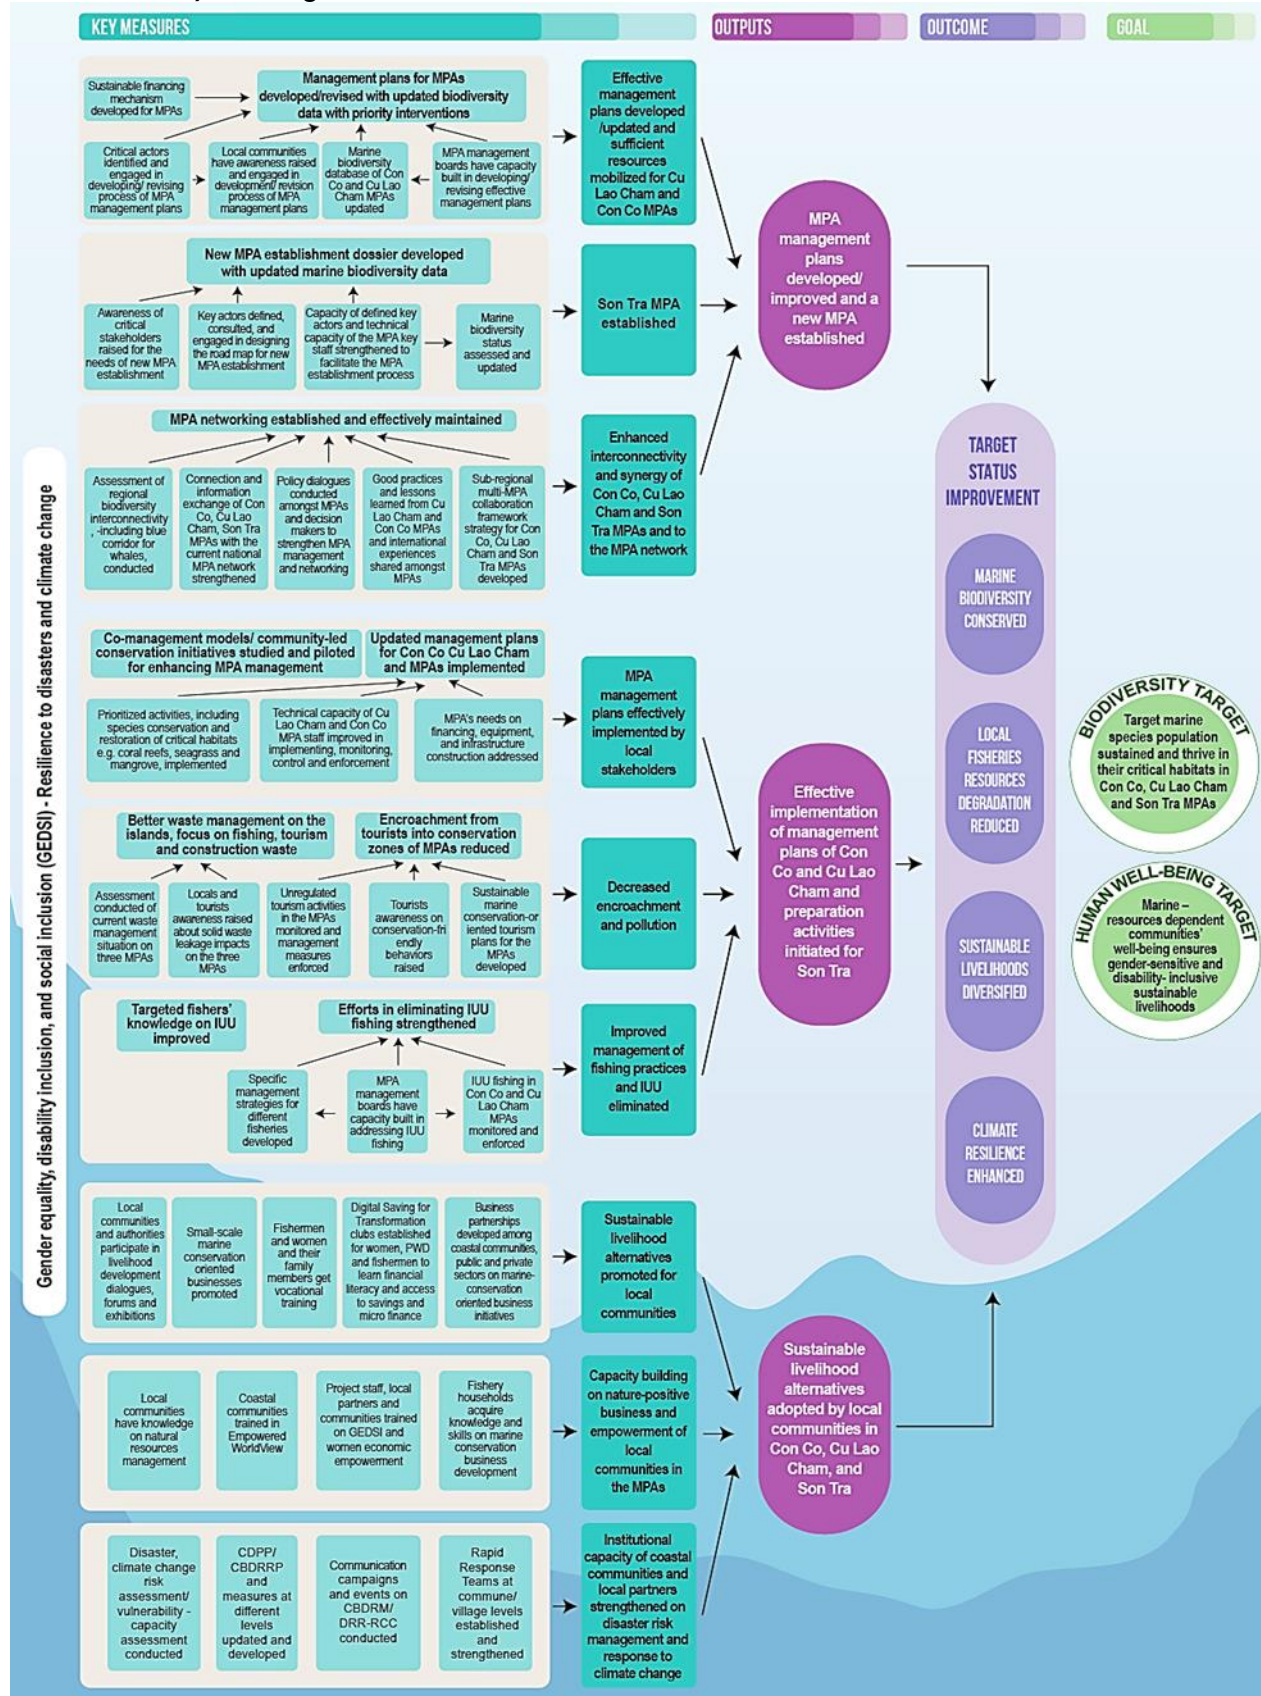 KEY MEASURES
OUTPUTS
OUTCOME
GOAL
Gender equality, disability inclusion, and social inclusion (GEDSI) - Resilience to disasters and climate change
Sustainable financing
mechanism
developed for MPAs
Management plans for MPAs
developed/revised with updated biodiversity
data with priority interventions
Critical actors
identified and
engaged in
developing/ revising
process of MPA
management plans
Local communities
have awareness raised
and engaged in
development/ revision
process of MPA
management plans
Marine
biodiversity
database of Con
Co and Cu Lao
Cham MPAs
updated
MPA management
boards have capacity
built in developing/
revising effective
management plans
Effective
management
plans developed
/updated and
sufficient
resources
mobilized for Cu
Lao Cham and
Con Co MPAs
New MPA establishment dossier developed
with updated marine biodiversity data
Awareness of
critical
stakeholders
raised for the
needs of new MPA
establishment
Key actors defined,
consulted, and
engaged in designing
the road map for new
MPA establishment
Capacity of defined key
actors and technical
capacity of the MPA key
staff strengthened to
facilitate the MPA
establishment process
Marine
biodiversity
status
assessed and
updated
Son Tra MPA
established
MPA
management
plans
developed/
improved and a
new MPA
established
MPA networking established and effectively maintained
Assessment of
regional
biodiversity
interconnectivity
, -including blue
corridor for
whales,
conducted
Connection and
information
exchange of Con
Co, Cu Lao
Cham, Son Tra
MPAs with the
current national
MPA network
strengthened
Policy dialogues
conducted
amongst MPAs
and decision
makers to
strengthen MPA
management
and networking
Good practices
and lessons
learned from Cu
Lao Cham and
Con Co MPAs
and international
experiences
shared amongst
MPAs
Sub-regional
multi-MPA
collaboration
framework
strategy for Con
Co, Cu Lao
Cham and Son
Tra MPAs
developed
Enhanced
interconnectivity
and synergy of
Con Co, Cu Lao
Cham and Son
Tra MPAs and to
the MPA network
Co-management models/ community-led
conservation initiatives studied and piloted
for enhancing MPA management
Updated management plans
for Con Co Cu Lao Cham
and MPAs implemented
Prioritized activities, including
species conservation and
restoration of critical habitats
e.g. coral reefs, seagrass and
mangrove, implemented
Technical capacity of Cu
Lao Cham and Con Co
MPA staff improved in
implementing, monitoring,
control and enforcement
MPA's needs on
financing, equipment,
and infrastructure
construction addressed
MPA
management
plans effectively
implemented by
local
stakeholders
Better waste management on the
islands, focus on fishing, tourism
and construction waste
Encroachment from
tourists into conservation
zones of MPAs reduced
Assessment
conducted of
current waste
management
situation on
three MPAs
Locals and
tourists
awareness raised
about solid waste
leakage impacts
on the three
MPAs
Unregulated
tourism activities
in the MPAs
monitored and
management
measures
enforced
Tourists
awareness on
conservation-fri
endly
behaviors
raised
Sustainable
marine
conservation-or
iented tourism
plans for the
MPAs
developed
Decreased
encroachment
and pollution
Effective
implementation
of management
plans of Con
Co and Cu Lao
Cham and
preparation
activities
initiated for
Son Tra
Targeted fishers'
knowledge on IUU
improved
Efforts in eliminating IUU
fishing strengthened
Specific
management
strategies for
different
fisheries
developed
MPA
management
boards have
capacity built in
addressing IUU
fishing
IUU fishing in
Con Co and Cu
Lao Cham
MPAs
monitored and
enforced
Improved
management of
fishing practices
and IUU
eliminated
Local
communities
and authorities
participate in
livelihood
development
dialogues,
forums and
exhibitions
Small-scale
marine
conservation
oriented
businesses
promoted
Fishermen
and women
and their
family
members get
vocational
training
Digital Saving for
Transformation
clubs established
for women, PWD
and fishermen to
learn financial
literacy and access
to savings and
micro finance
Business
partnerships
developed among
coastal communities,
public and private
sectors on marine-
conservation
oriented business
initiatives
Sustainable
livelihood
alternatives
promoted for
local
communities
Local
communities
have knowledge
on natural
resources
management
Coastal
communities
trained in
Empowered
WorldView
Project staff, local
partners and
communities trained
on GEDSI and
women economic
empowerment
Fishery
households
acquire
knowledge and
skills on marine
conservation
business
development
Capacity building
on nature-positive
business and
empowerment of
local
communities in
the MPAs
Sustainable
livelihood
alternatives
adopted by local
communities in
Con Co, Cu Lao
Cham, and
Son Tra
Disaster,
climate change
risk
assessment/
vulnerability -
capacity
assessment
conducted
CDPP/
CBDRRP
and
measures at
different
levels
updated and
developed
Communication
campaigns
and events on
CBDRM/
DRR-RCC
conducted
Rapid
Response
Teams at
commune/
village levels
established
and
strengthened
Institutional
capacity of coastal
communities and
local partners
strengthened on
disaster risk
management and
response to
climate change
TARGET
STATUS
IMPROVEMENT
MARINE
BIODIVERSITY
CONSERVED
LOCAL
FISHERIES
RESOURCES
DEGRADATION
REDUCED
SUSTAINABLE
LIVELIHOODS
DIVERSIFIED
CLIMATE
RESILIENCE
ENHANCED
BIODIVERSITY TARGET
Target marine
species population
sustained and thrive in
their critical habitats in
Con Co, Cu Lao Cham
and Son Tra MPAs
HUMAN WELL-BEING TARGET
Marine –
resources dependent
communities'
well-being ensures
gender-sensitive and
disability- inclusive
sustainable
livelihoods